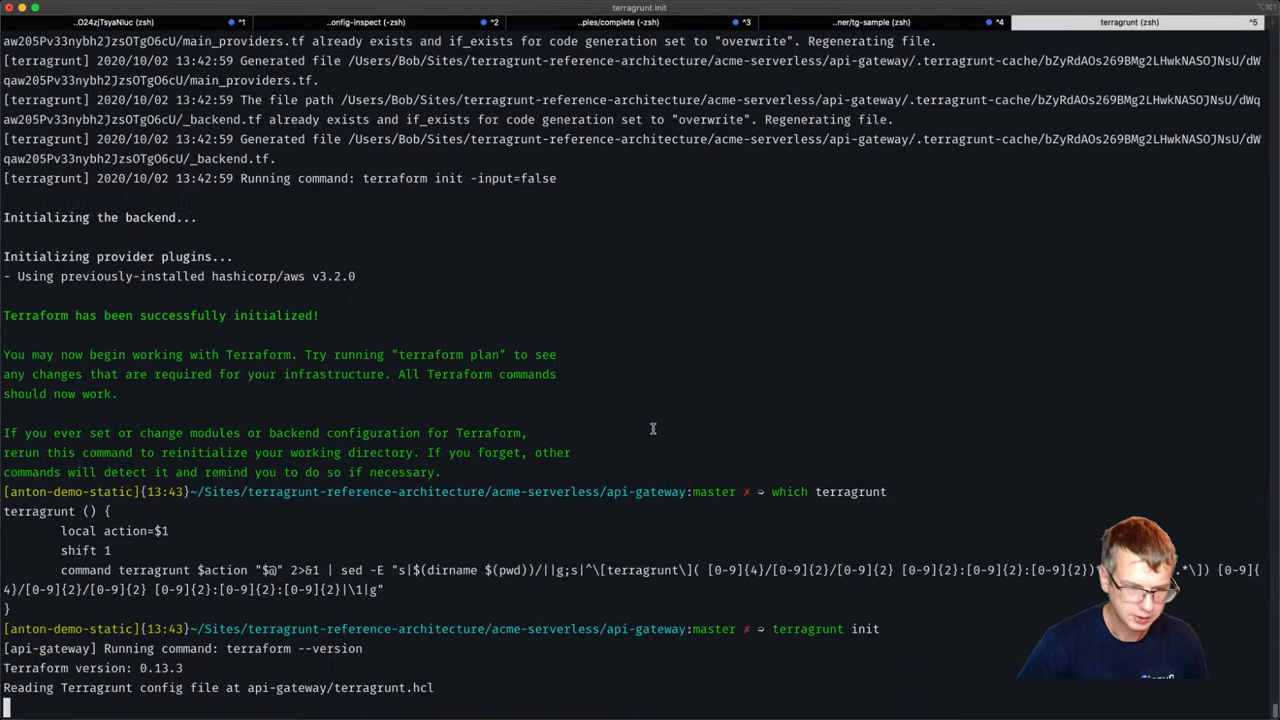 terragrunt init
⌥⌘1
..O24zjTsyaNluc (zsh)
^1
..onfig-inspect (-zsh)
^2
..ples/complete (-zsh)
^3
..ner/tg-sample (zsh)
^4
terragrunt (zsh)
^5
aw205Pv33nybh2JzsOTgO6cU/main_providers.tf already exists and if_exists for code generation set to "overwrite". Regenerating file.
[terragrunt] 2020/10/02 13:42:59 Generated file /Users/Bob/Sites/terragrunt-reference-architecture/acme-serverless/api-gateway/.terragrunt-cache/bZyRdAOs269BMg2LHwkNASOJNsU/dW
qaw205Pv33nybh2JzsOTgO6cU/main_providers.tf.
[terragrunt] 2020/10/02 13:42:59 The file path /Users/Bob/Sites/terragrunt-reference-architecture/acme-serverless/api-gateway/.terragrunt-cache/bZyRdAOs269BMg2LHwkNASOJNsU/dWq
aw205Pv33nybh2JzsOTgO6cU/_backend.tf already exists and if_exists for code generation set to "overwrite". Regenerating file.
[terragrunt] 2020/10/02 13:42:59 Generated file /Users/Bob/Sites/terragrunt-reference-architecture/acme-serverless/api-gateway/.terragrunt-cache/bZyRdAOs269BMg2LHwkNASOJNsU/dW
qaw205Pv33nybh2JzsOTgO6cU/_backend.tf.
[terragrunt] 2020/10/02 13:42:59 Running command: terraform init -input=false
Initializing the backend...
Initializing provider plugins...
- Using previously-installed hashicorp/aws v3.2.0
Terraform has been successfully initialized!
You may now begin working with Terraform. Try running "terraform plan" to see
any changes that are required for your infrastructure. All Terraform commands
should now work.
If you ever set or change modules or backend configuration for Terraform,
rerun this command to reinitialize your working directory. If you forget, other
commands will detect it and remind you to do so if necessary.
[anton-demo-static]{13:43}~/Sites/terragrunt-reference-architecture/acme-serverless/api-gateway:master ✗ ➭ which terragrunt
terragrunt () {
local action=$1
shift 1
command terragrunt $action "$@" 2>&1 | sed -E "s|$(dirname $(pwd))/||g;s|^\[terragrunt\]( [0-9]{4}/[0-9]{2}/[0-9]{2} [0-9]{2}:[0-9]{2}:[0-9]{2})* .*\]) [0-9]{
4}/[0-9]{2}/[0-9]{2} [0-9]{2}:[0-9]{2}:[0-9]{2}|\1|g"
}
[anton-demo-static]{13:43}~/Sites/terragrunt-reference-architecture/acme-serverless/api-gateway:master ✗ ➭ terragrunt init
[api-gateway] Running command: terraform --version
Terraform version: 0.13.3
Reading Terragrunt config file at api-gateway/terragrunt.hcl